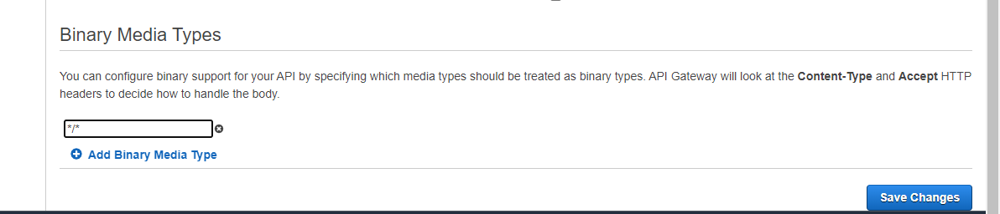 Binary Media Types
You can configure binary support for your API by specifying which media types should be treated as binary types. API Gateway will look at the Content-Type and Accept HTTP
headers to decide how to handle the body.
*/*
Add Binary Media Type
Save Changes